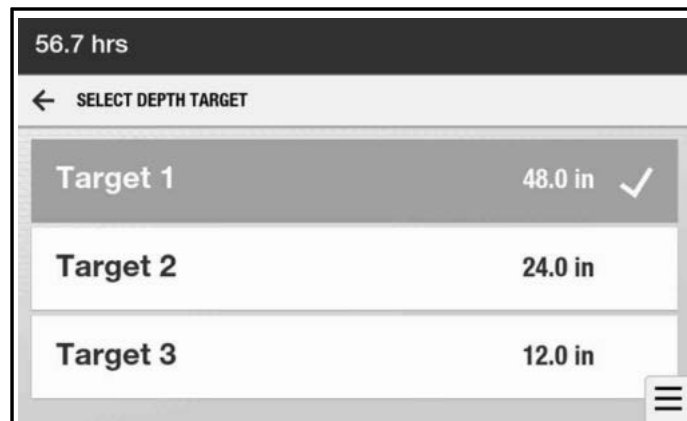 56.7 hrs
SELECT DEPTH TARGET
Target 1 48.0 in
Target 2 24.0 in
Target 3 12.0 in